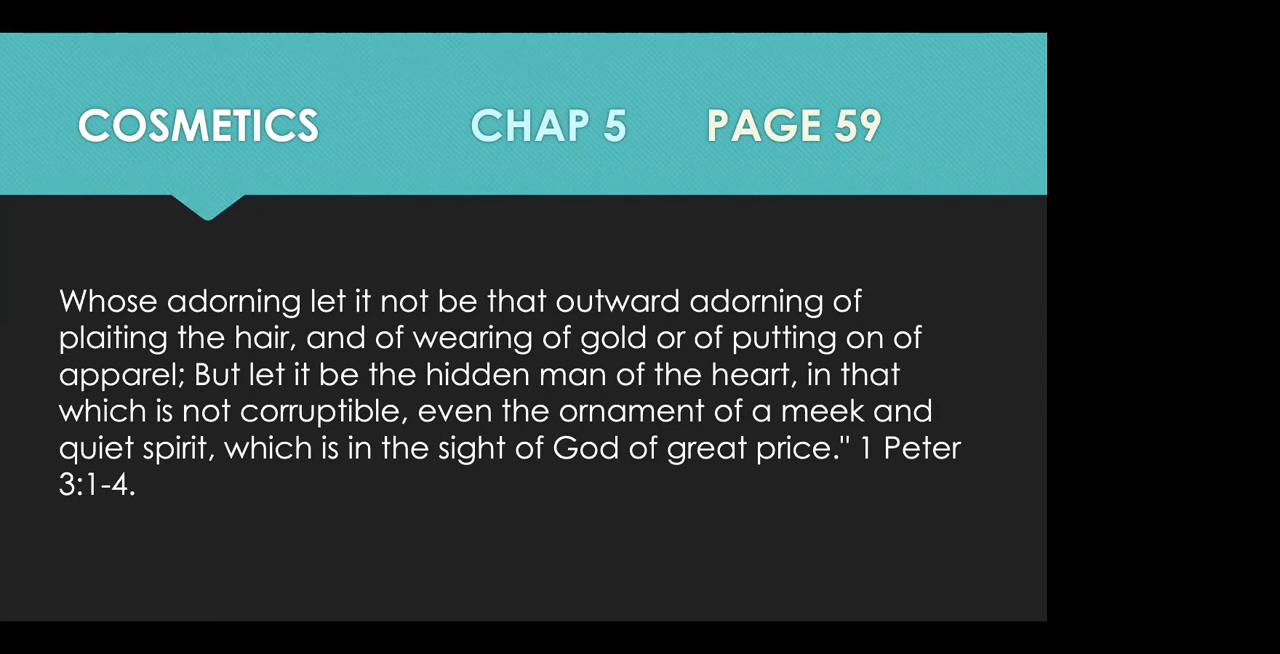 COSMETICS CHAP 5 PAGE 59
Whose adorning let it not be that outward adorning of
plaiting the hair, and of wearing of gold or of putting on of
apparel; But let it be the hidden man of the heart, in that
which is not corruptible, even the ornament of a meek and
quiet spirit, which is in the sight of God of great price." 1 Peter
3:1-4.